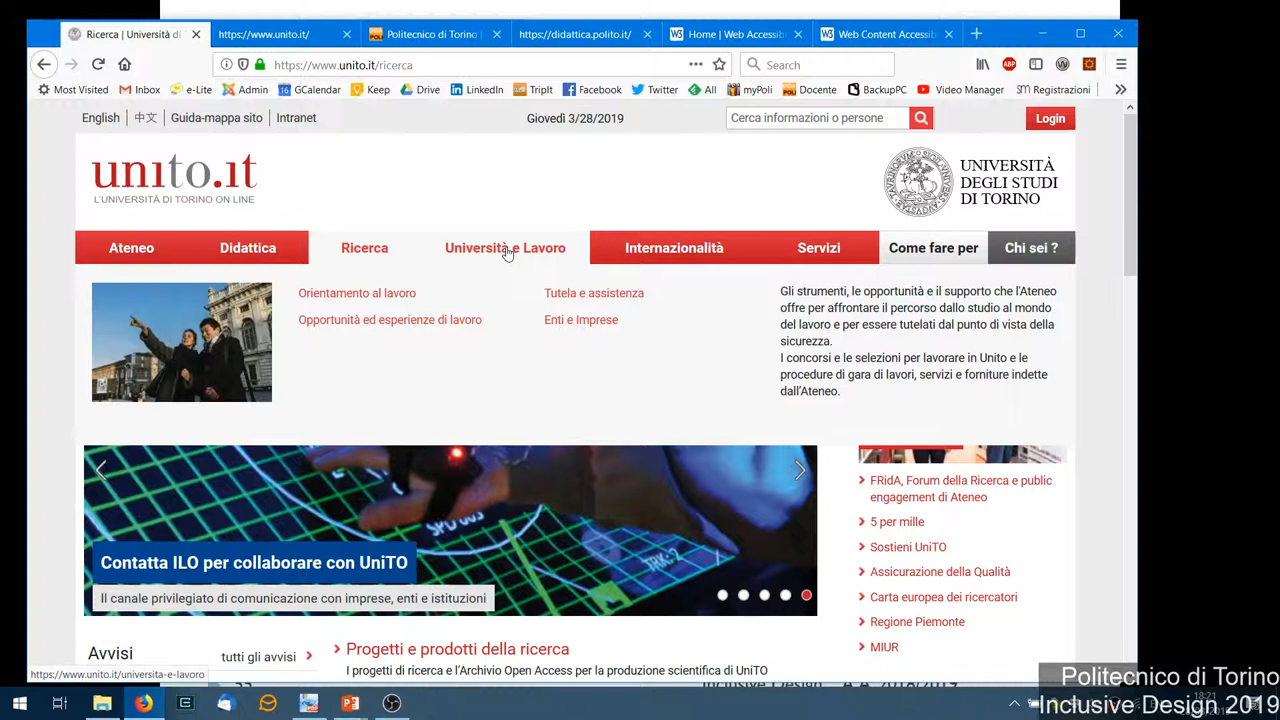 Ricerca | Università di
https://www.unito.it/
Politecnico di Torino |
https://didattica.polito.it/
Home | Web Accessib
Web Content Accessib
https://www.unito.it/ricerca
Search
Most Visited
Inbox
e-Lite
Admin
GCalendar
Keep
Drive
LinkedIn
TripIt
Facebook
Twitter
All
myPoli
Docente
BackupPC
Video Manager
Registrazioni
English
中文
Guida-mappa sito
Intranet
Giovedì 3/28/2019
Cerca informazioni o persone
Login
unito.it
L'UNIVERSITÀ DI TORINO ON LINE
UNIVERSITÀ
DEGLI STUDI
DI TORINO
Ateneo
Didattica
Ricerca
Università e Lavoro
Internazionalità
Servizi
Come fare per
Chi sei ?
Orientamento al lavoro
Opportunità ed esperienze di lavoro
Tutela e assistenza
Enti e Imprese
Gli strumenti, le opportunità e il supporto che l'Ateneo
offre per affrontare il percorso dallo studio al mondo
del lavoro e per essere tutelati dal punto di vista della
sicurezza.
I concorsi e le selezioni per lavorare in Unito e le
procedure di gara di lavori, servizi e forniture indette
dall'Ateneo.
Contatta ILO per collaborare con UniTO
Il canale privilegiato di comunicazione con imprese, enti e istituzioni
FRidA, Forum della Ricerca e public
engagement di Ateneo
5 per mille
Sostieni UniTO
Assicurazione della Qualità
Carta europea dei ricercatori
Regione Piemonte
MIUR
Avvisi
tutti gli avvisi
Progetti e prodotti della ricerca
I progetti di ricerca e l'Archivio Open Access per la produzione scientifica di UniTO
https://www.unito.it/universita-e-lavoro
Politecnico di Torino
Inclusive Design 2019
18:21